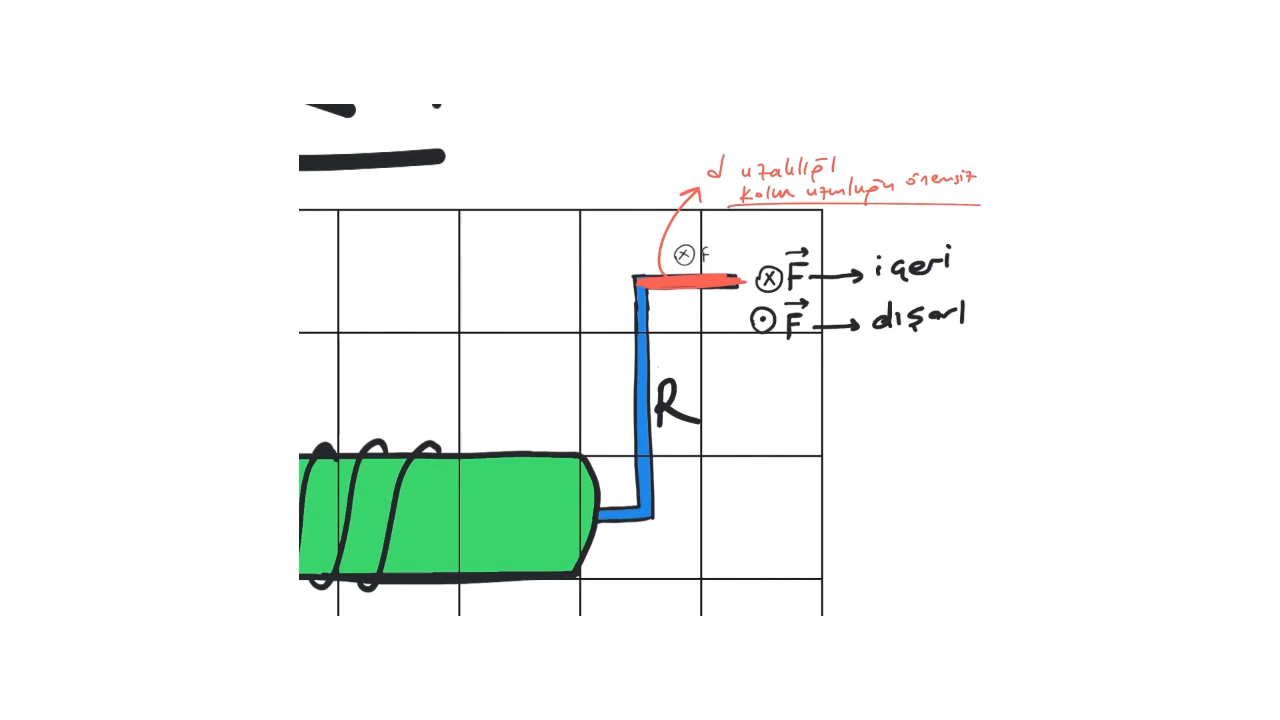 d uzaklığı
kolun uzunluğu önemsiz
⊗ F
⊗ F → içeri
⊙ F → dışarı
R